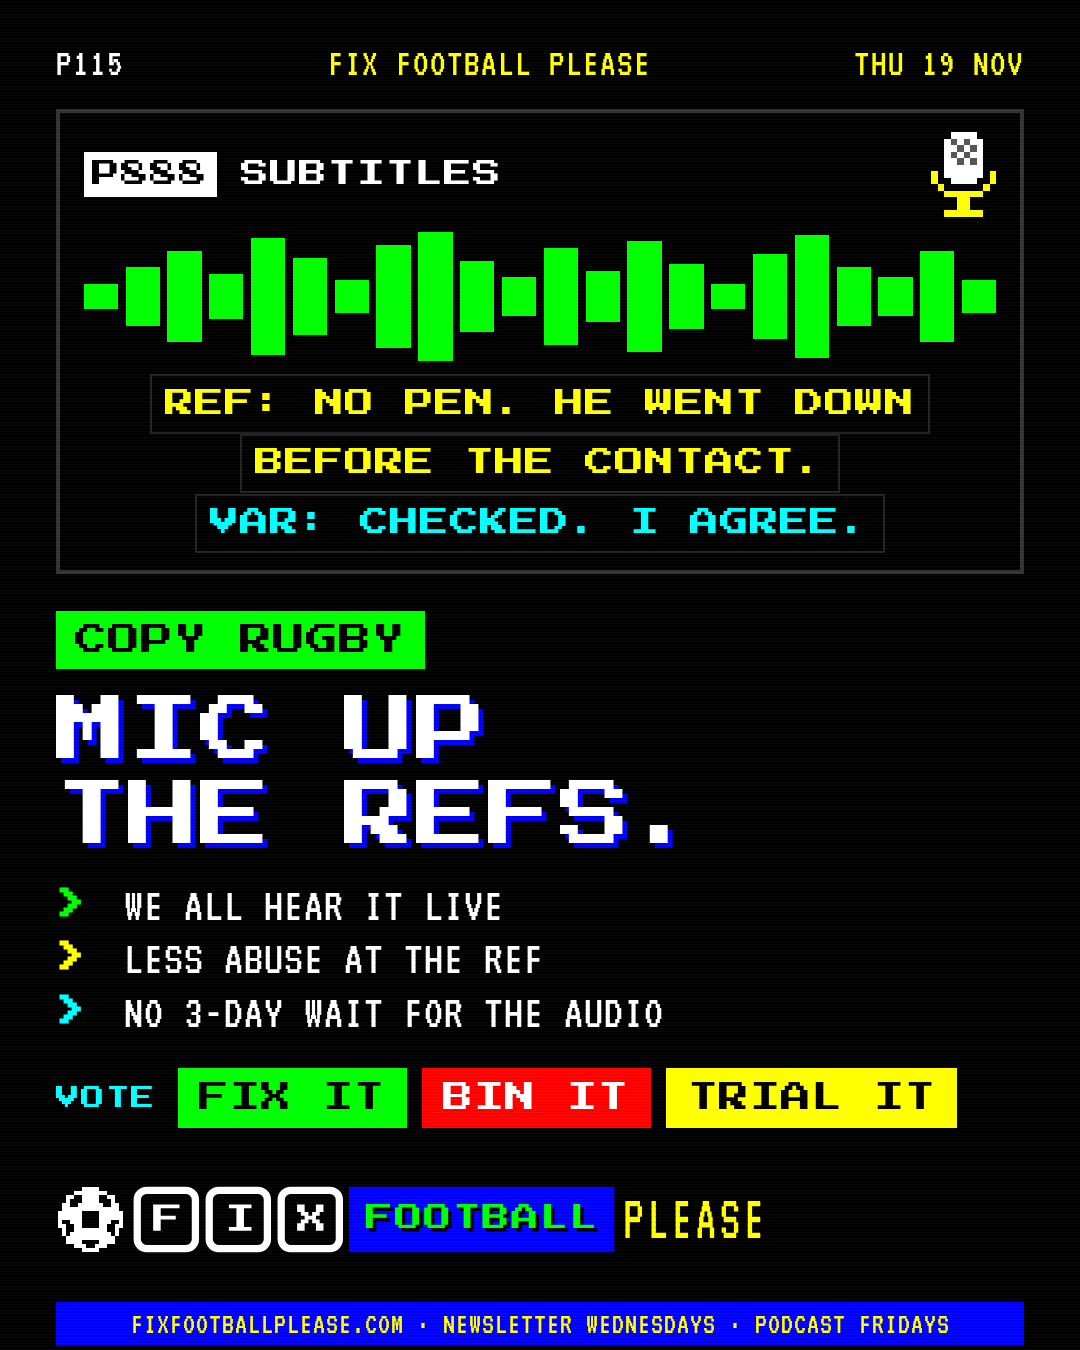 P115 FIX FOOTBALL PLEASE THU 19 NOV
P888 SUBTITLES
REF: NO PEN. HE WENT DOWN
BEFORE THE CONTACT.
VAR: CHECKED. I AGREE.
COPY RUGBY
MIC UP
THE REFS.
WE ALL HEAR IT LIVE
LESS ABUSE AT THE REF
NO 3-DAY WAIT FOR THE AUDIO
VOTE FIX IT BIN IT TRIAL IT
FIX FOOTBALL PLEASE
FIXFOOTBALLPLEASE.COM · NEWSLETTER WEDNESDAYS · PODCAST FRIDAYS